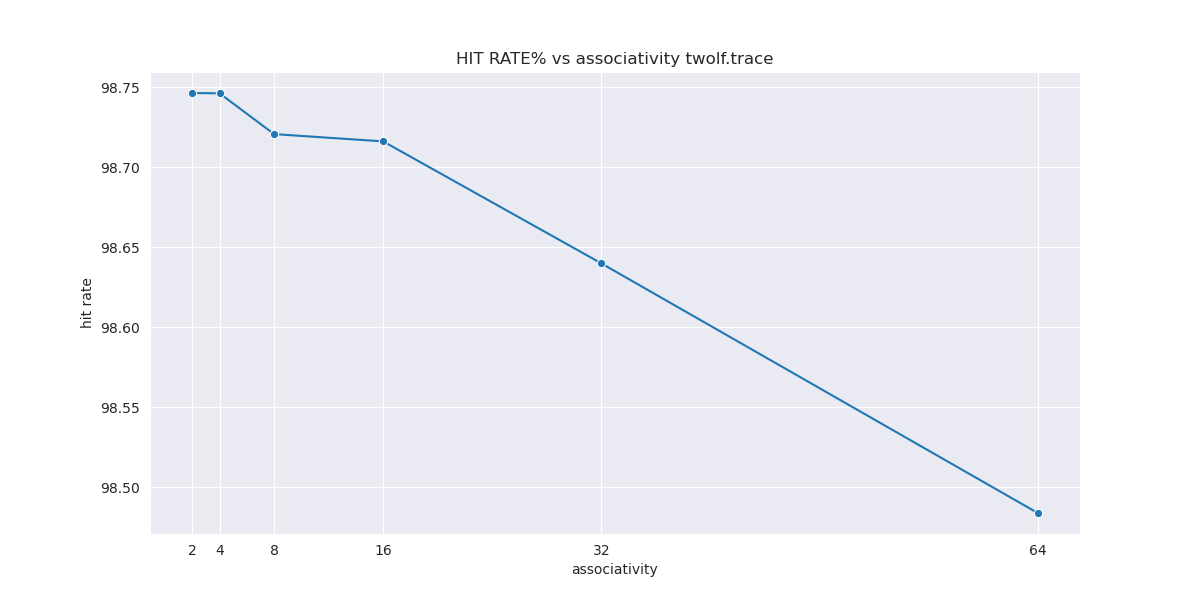 HIT RATE% vs associativity twolf.trace
98.75
98.70
98.65
98.60
98.55
98.50
hit rate
2 4 8 16 32 64
associativity